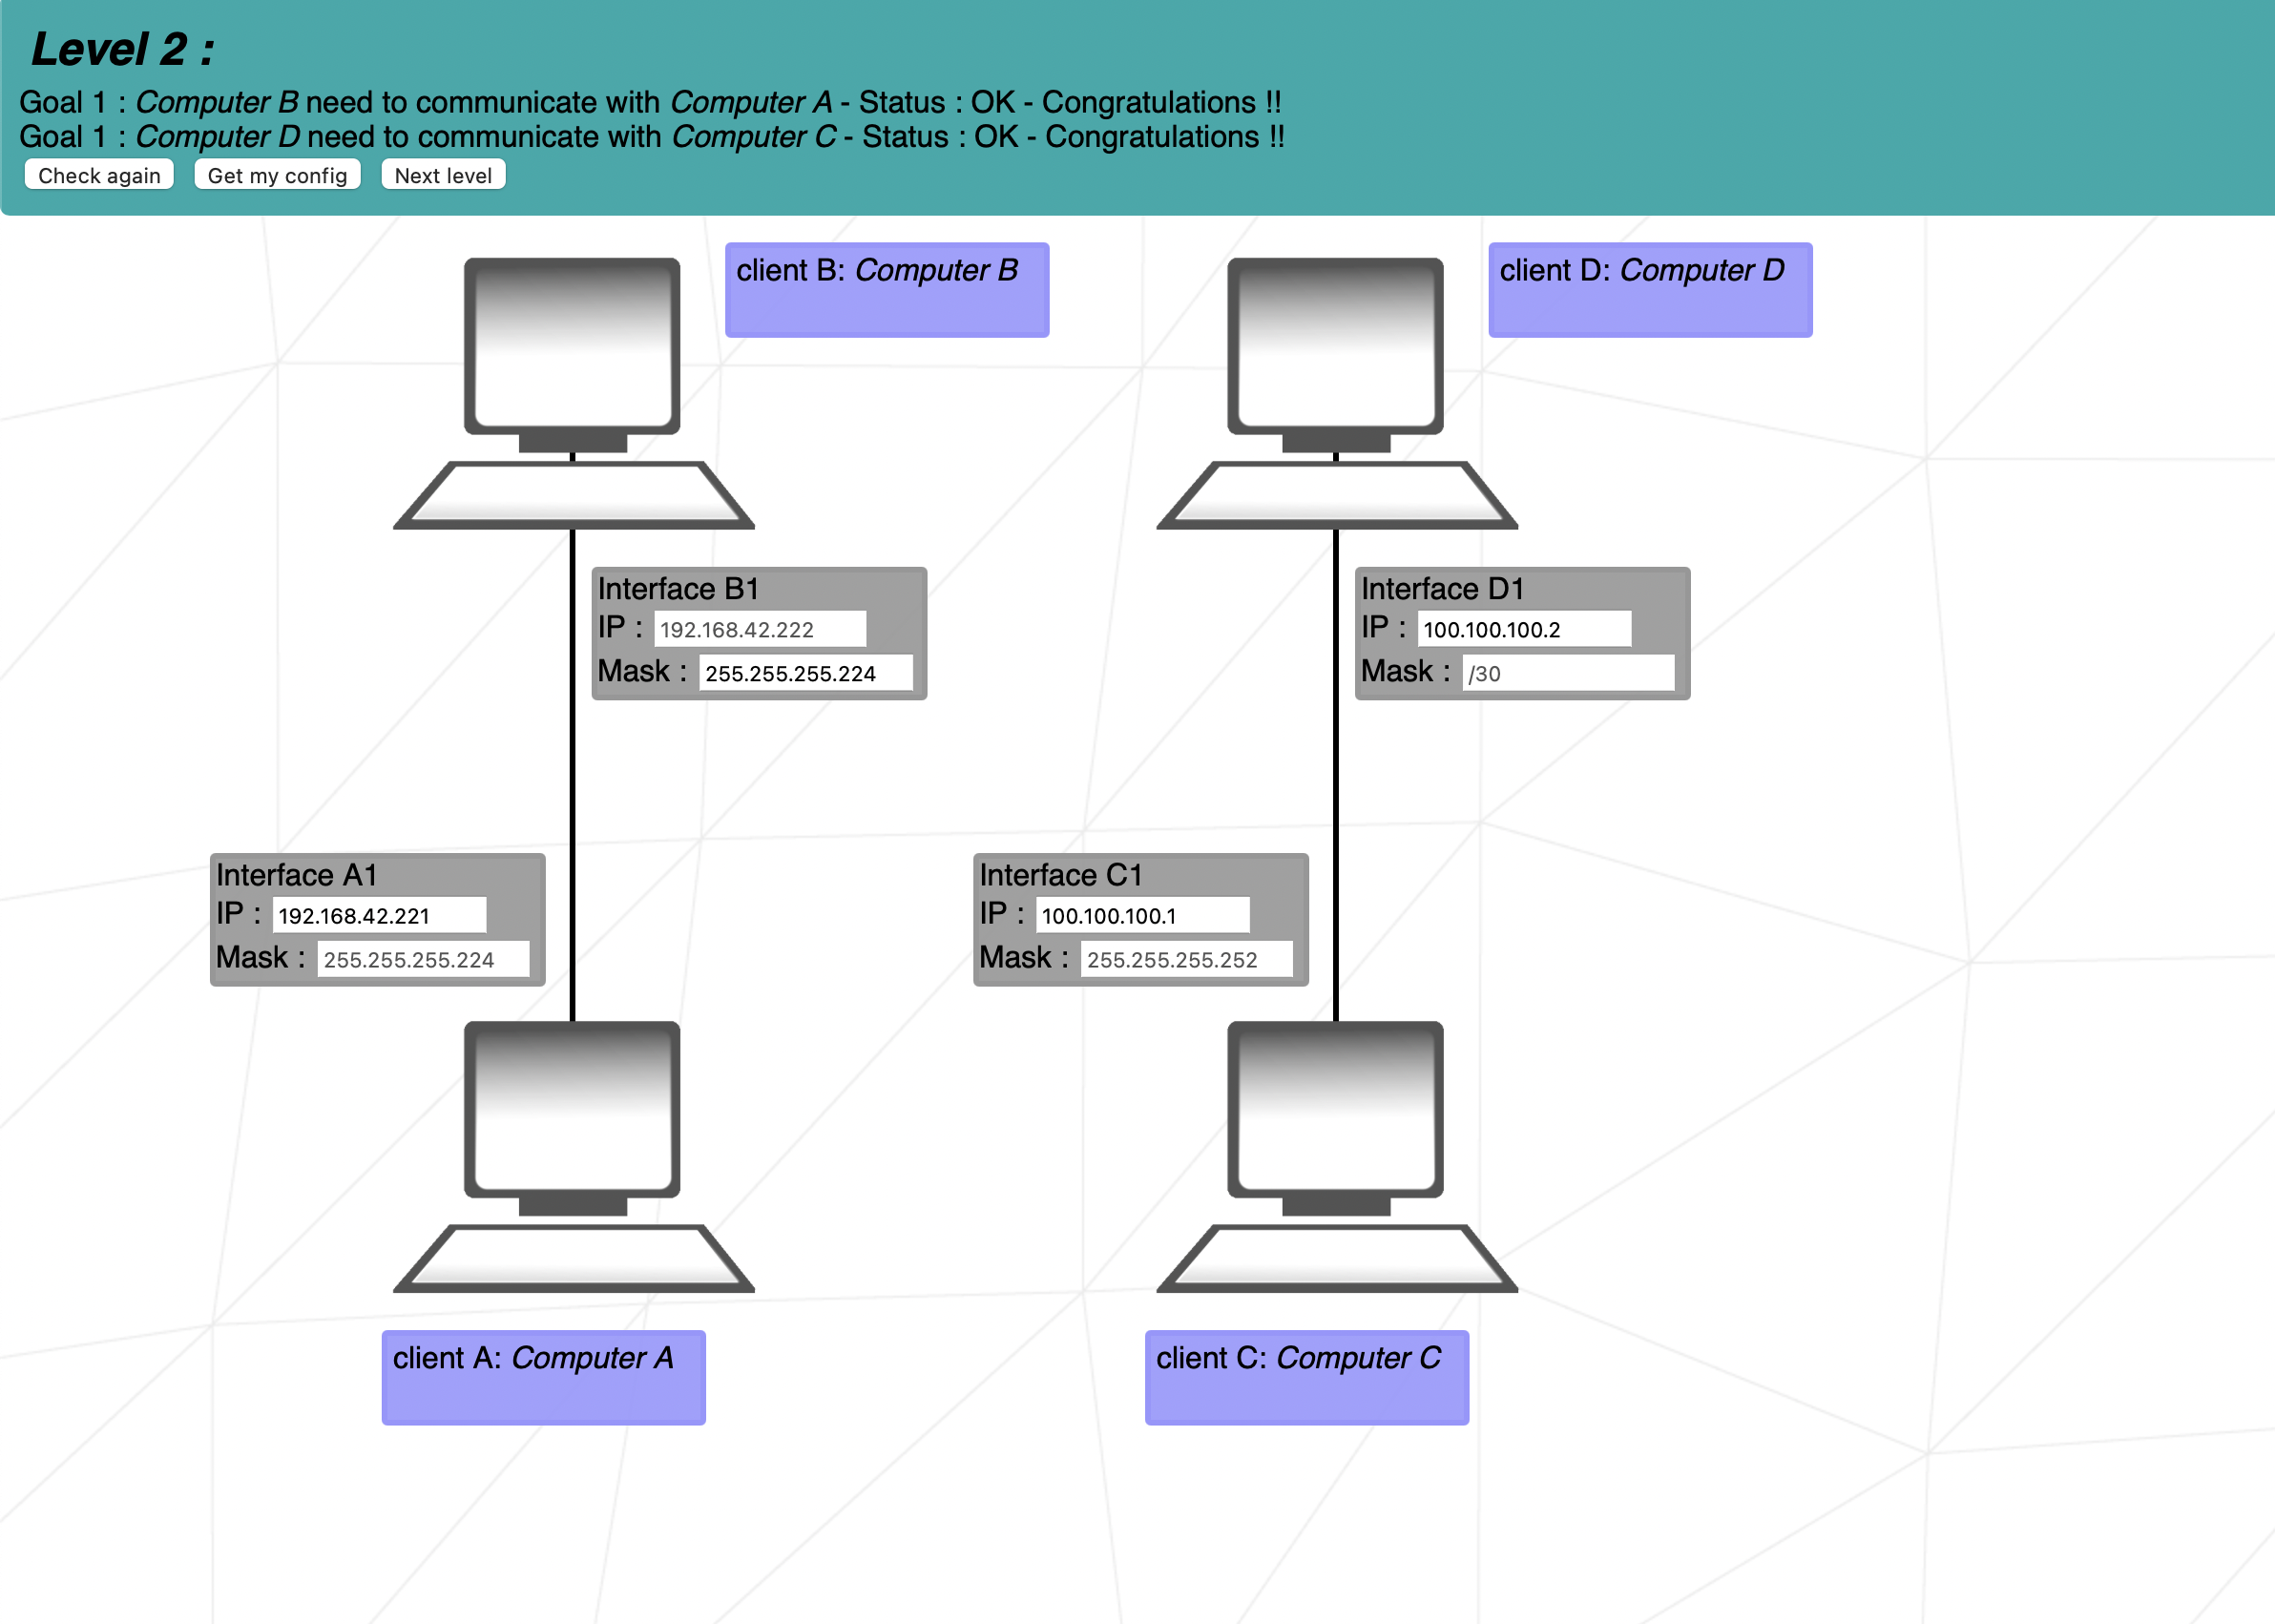 Level 2 :
Goal 1 : Computer B need to communicate with Computer A - Status : OK - Congratulations !!
Goal 1 : Computer D need to communicate with Computer C - Status : OK - Congratulations !!
Check again Get my config Next level
client B: Computer B
client D: Computer D
Interface B1
IP : 192.168.42.222
Mask : 255.255.255.224
Interface D1
IP : 100.100.100.2
Mask : /30
Interface A1
IP : 192.168.42.221
Mask : 255.255.255.224
Interface C1
IP : 100.100.100.1
Mask : 255.255.255.252
client A: Computer A
client C: Computer C